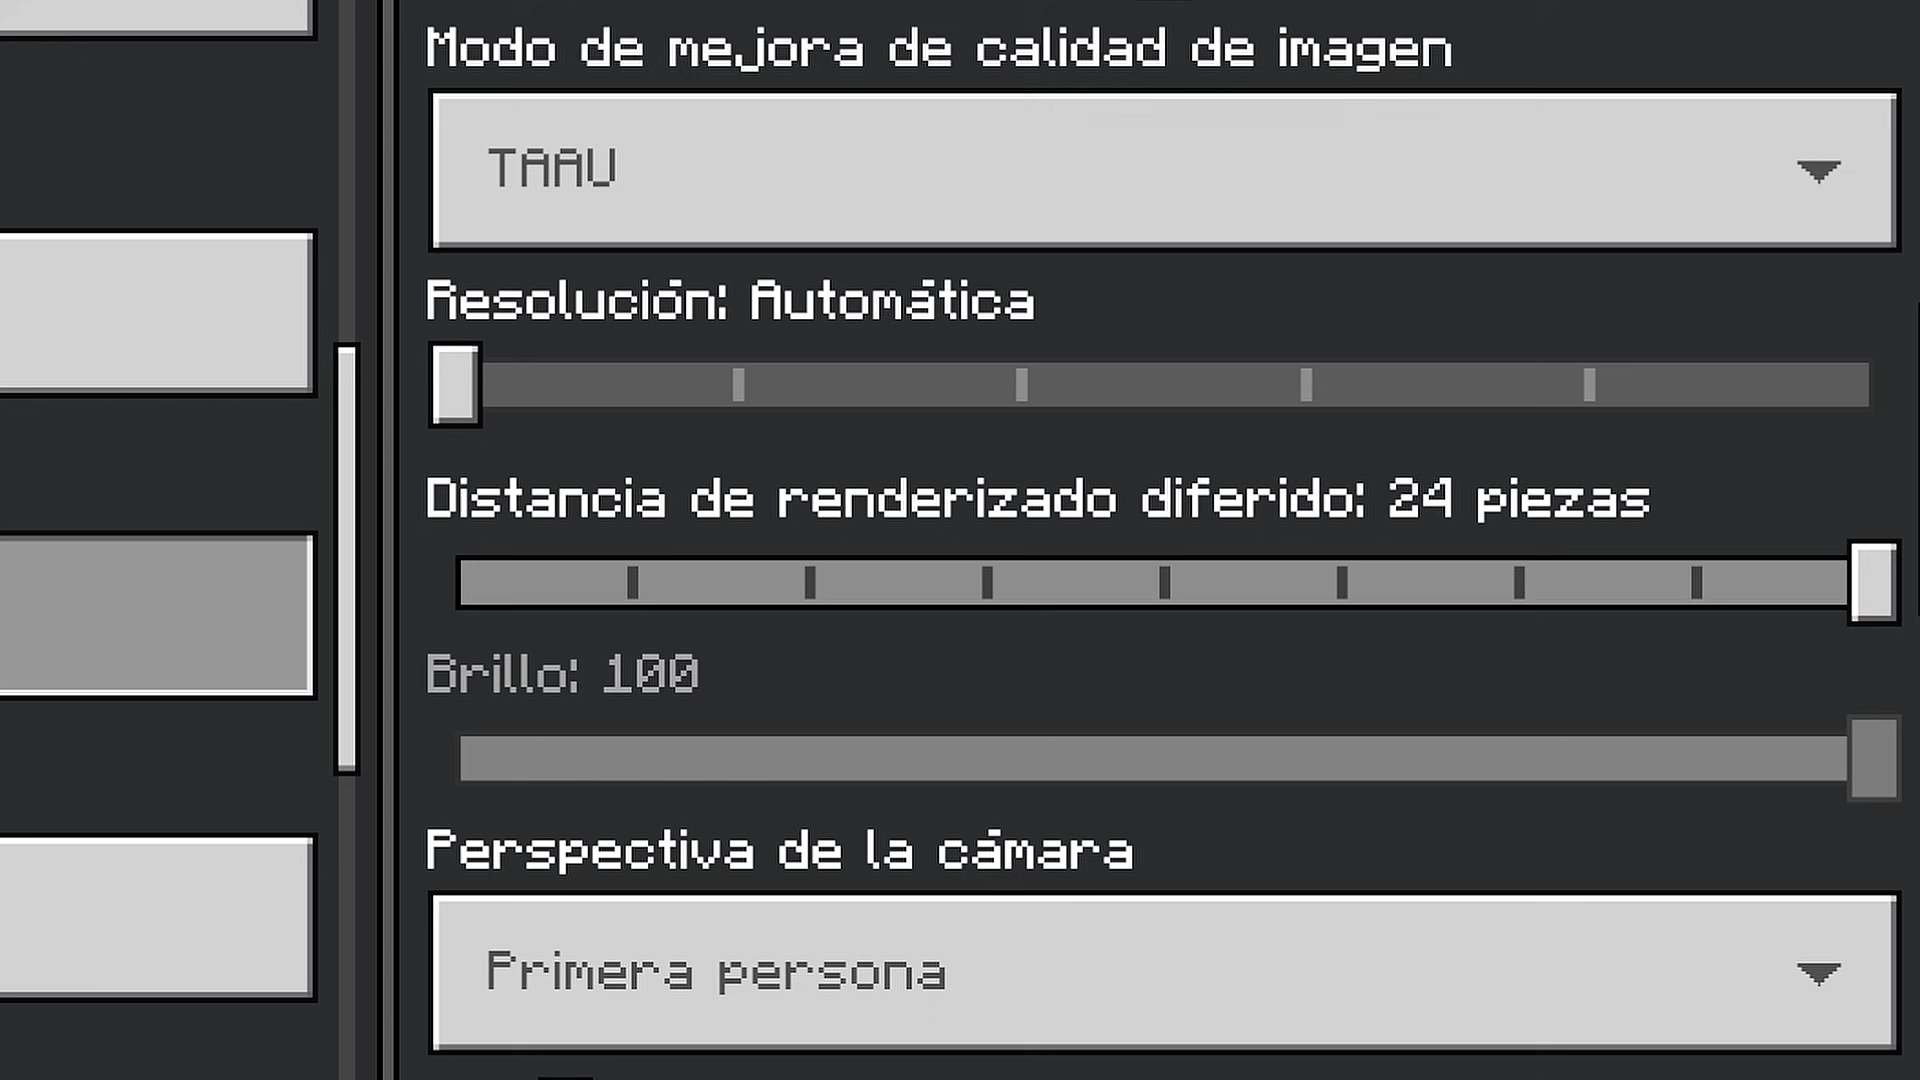 Modo de mejora de calidad de imagen
TAAU
Resolución: Automática
Distancia de renderizado diferido: 24 piezas
Brillo: 100
Perspectiva de la cámara
Primera persona